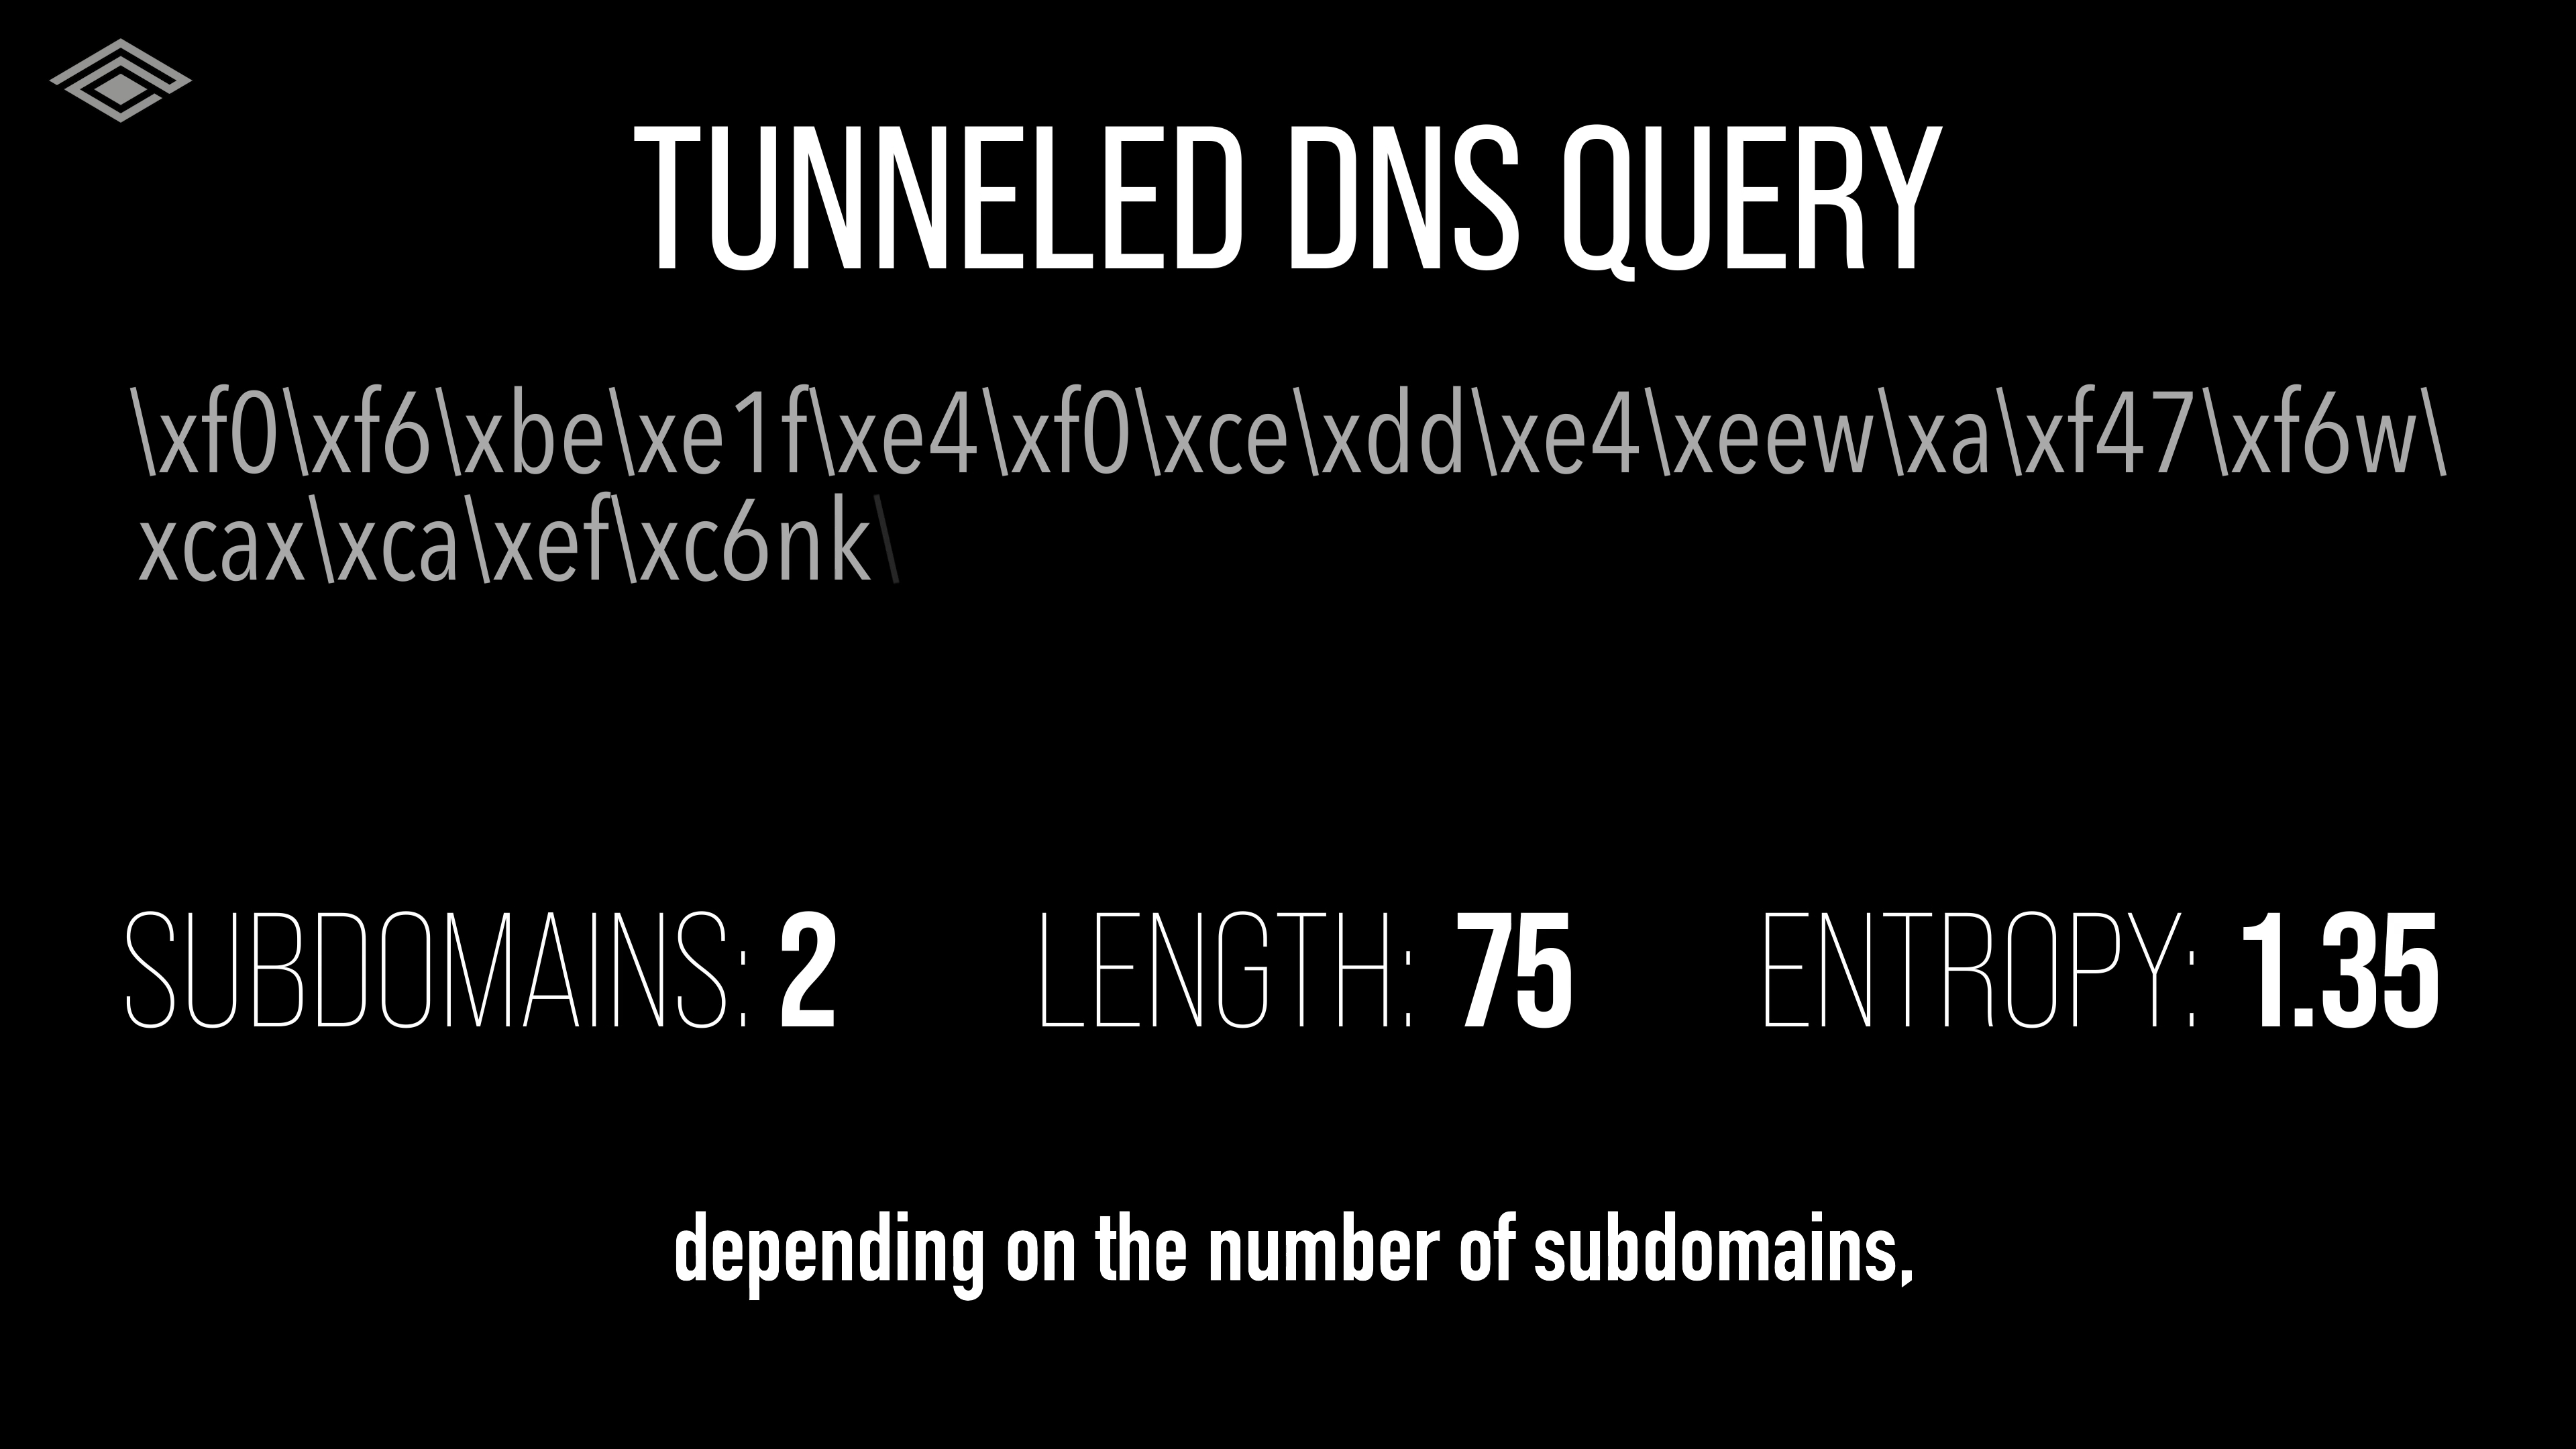 TUNNELED DNS QUERY
\xf0\xf6\xbe\xe1f\xe4\xf0\xce\xdd\xe4\xeew\xa\xf47\xf6w\
xcax\xca\xef\xc6nk\
SUBDOMAINS: 2 LENGTH: 75 ENTROPY: 1.35
depending on the number of subdomains,